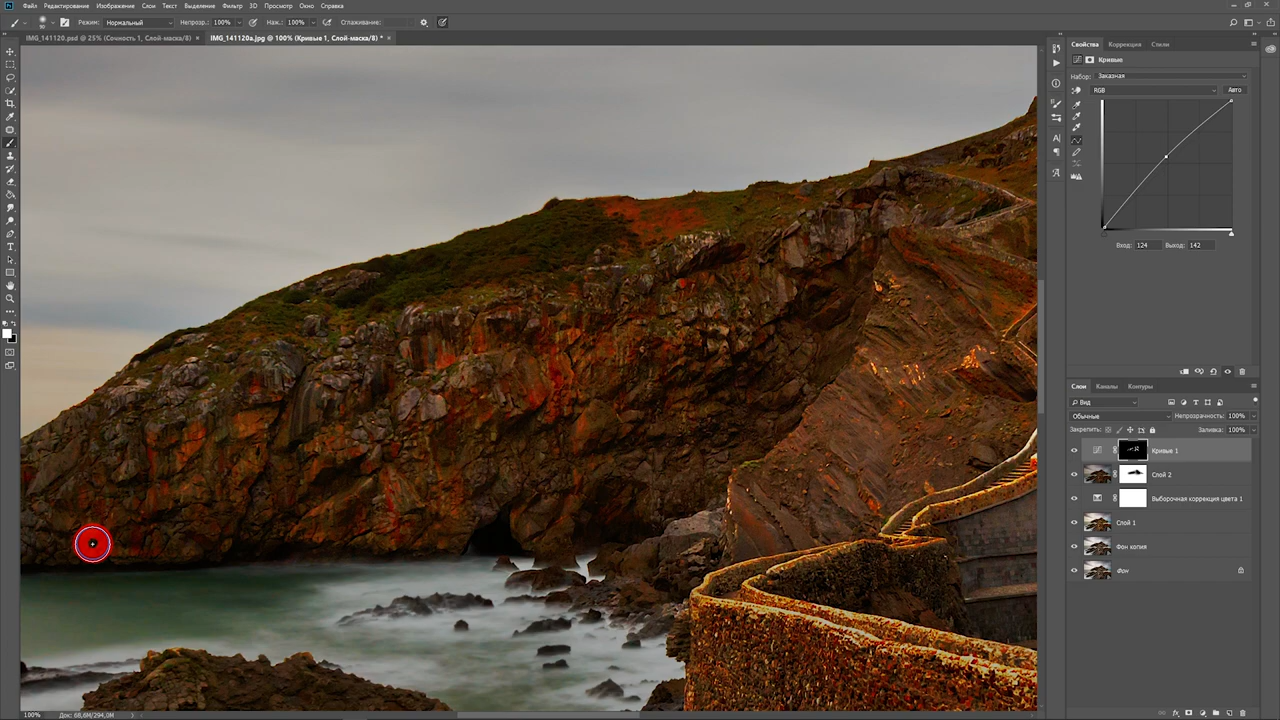 Файл Редактирование Изображение Слои Текст Выделение Фильтр 3D Просмотр Окно Справка
Режим: Нормальный Непрозр.: 100% Наж.: 100% Сглаживание:
IMG_141120.psd @ 25% (Сочность 1, Слой-маска/8) × IMG_141120a.jpg @ 100% (Кривые 1, Слой-маска/8) * ×
Свойства Коррекция Стили
Кривые
Набор: Заказная
RGB Авто
Вход: 124 Выход: 142
Слои Каналы Контуры
Вид
Обычные Непрозрачность: 100%
Закрепить: Заливка: 100%
Кривые 1
Слой 2
Выборочная коррекция цвета 1
Слой 1
Фон копия
Фон
100% Док: 68,6M/294,0M